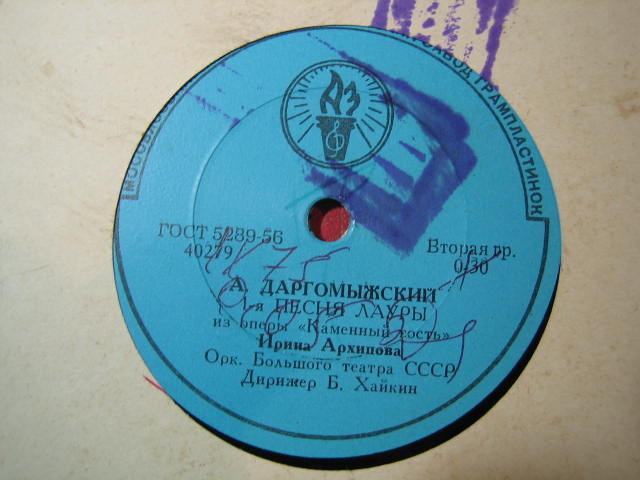 ГРАМПЛАСТИНОК
АЗ
ГОСТ 5289-56
40279
Вторая гр.
0-30
А. ДАРГОМЫЖСКИЙ
1-я ПЕСНЯ ЛАУРЫ
из оперы «Каменный гость»
Ирина Архипова
Орк. Большого театра СССР
Дирижер Б. Хайкин